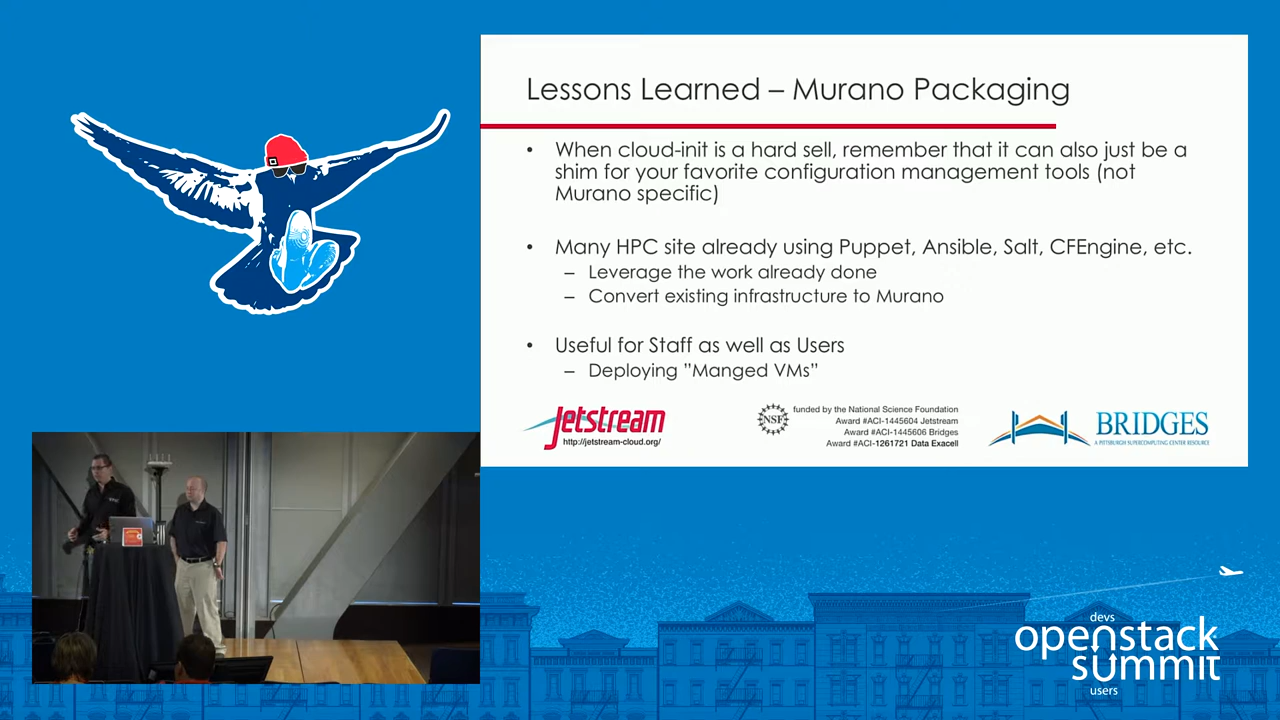 Lessons Learned – Murano Packaging
• When cloud-init is a hard sell, remember that it can also just be a
shim for your favorite configuration management tools (not
Murano specific)
• Many HPC site already using Puppet, Ansible, Salt, CFEngine, etc.
– Leverage the work already done
– Convert existing infrastructure to Murano
• Useful for Staff as well as Users
– Deploying ”Manged VMs”
Jetstream
http://jetstream-cloud.org/
NSF
funded by the National Science Foundation
Award #ACI-1445604 Jetstream
Award #ACI-1445606 Bridges
Award #ACI-1261721 Data Exacell
BRIDGES
A PITTSBURGH SUPERCOMPUTING CENTER RESOURCE
devs
openstack
summit
users